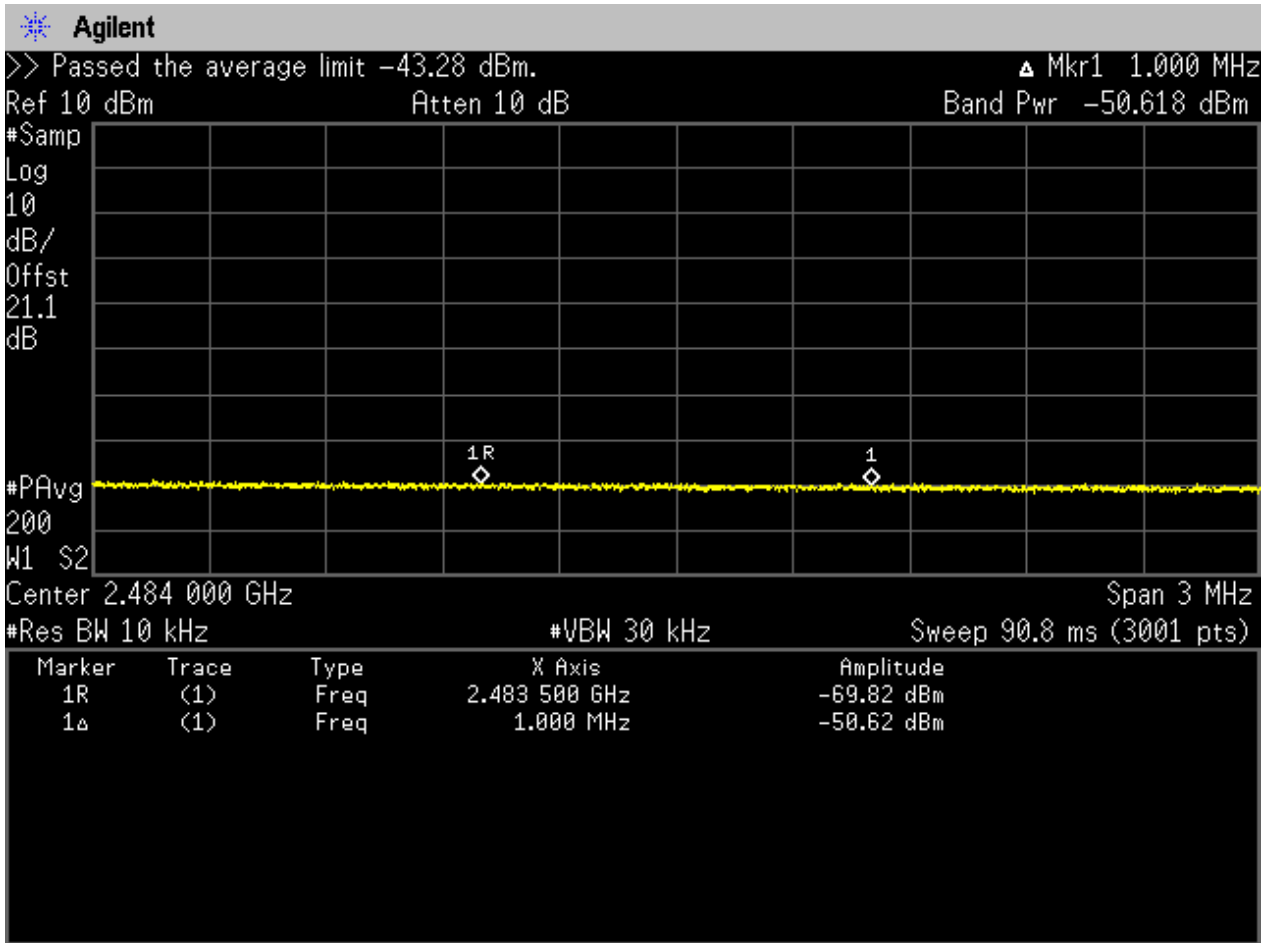 Agilent
>> Passed the average limit −43.28 dBm.
Δ Mkr1 1.000 MHz
Ref 10 dBm Atten 10 dB Band Pwr −50.618 dBm
#Samp
Log
10
dB/
Offst
21.1
dB
1R 1
#PAvg
200
W1 S2
Center 2.484 000 GHz Span 3 MHz
#Res BW 10 kHz #VBW 30 kHz Sweep 90.8 ms (3001 pts)
Marker Trace Type X Axis Amplitude
1R (1) Freq 2.483 500 GHz −69.82 dBm
1Δ (1) Freq 1.000 MHz −50.62 dBm